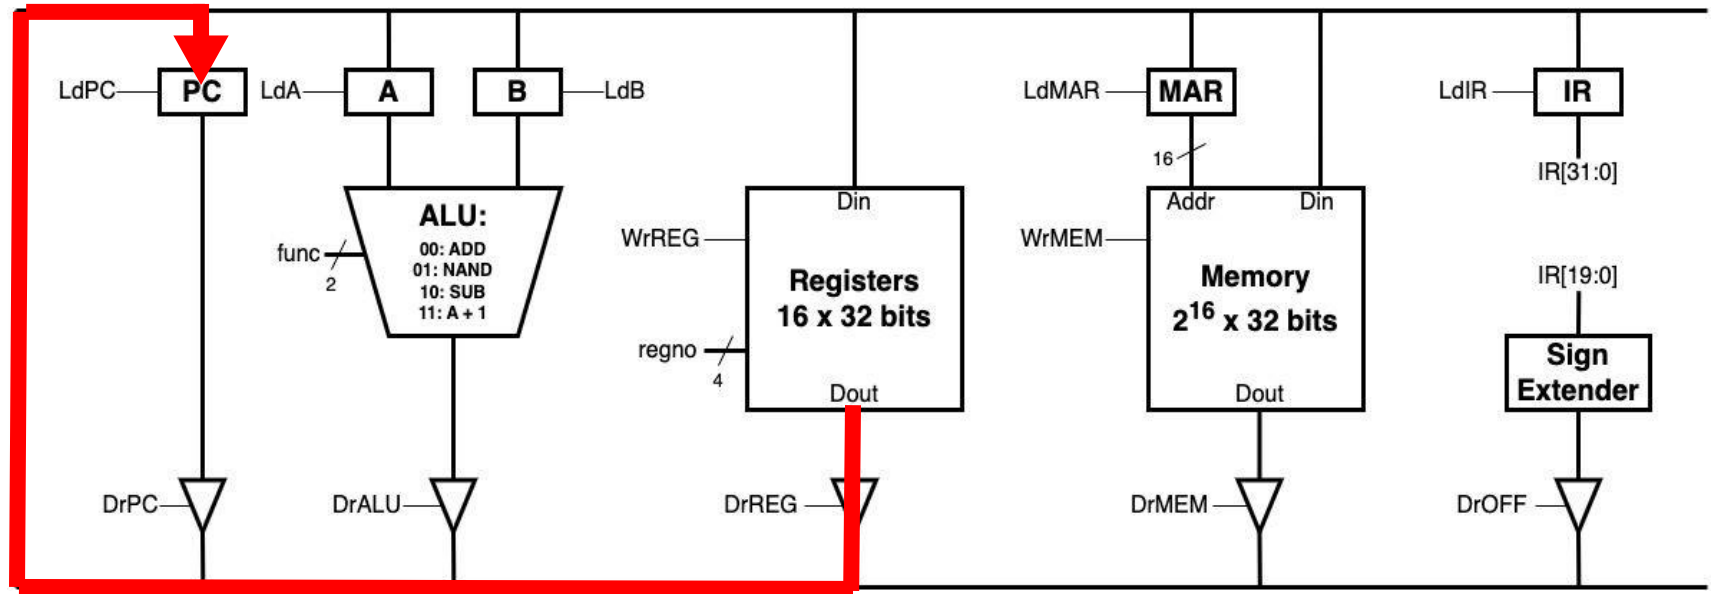 LdPC
PC
LdA
A
B
LdB
LdMAR
MAR
LdIR
IR
16
IR[31:0]
ALU:
00: ADD
01: NAND
10: SUB
11: A + 1
func
2
Din
WrREG
Registers
16 x 32 bits
regno
4
Dout
Addr
Din
WrMEM
Memory
2¹⁶ x 32 bits
Dout
IR[19:0]
Sign
Extender
DrPC
DrALU
DrREG
DrMEM
DrOFF